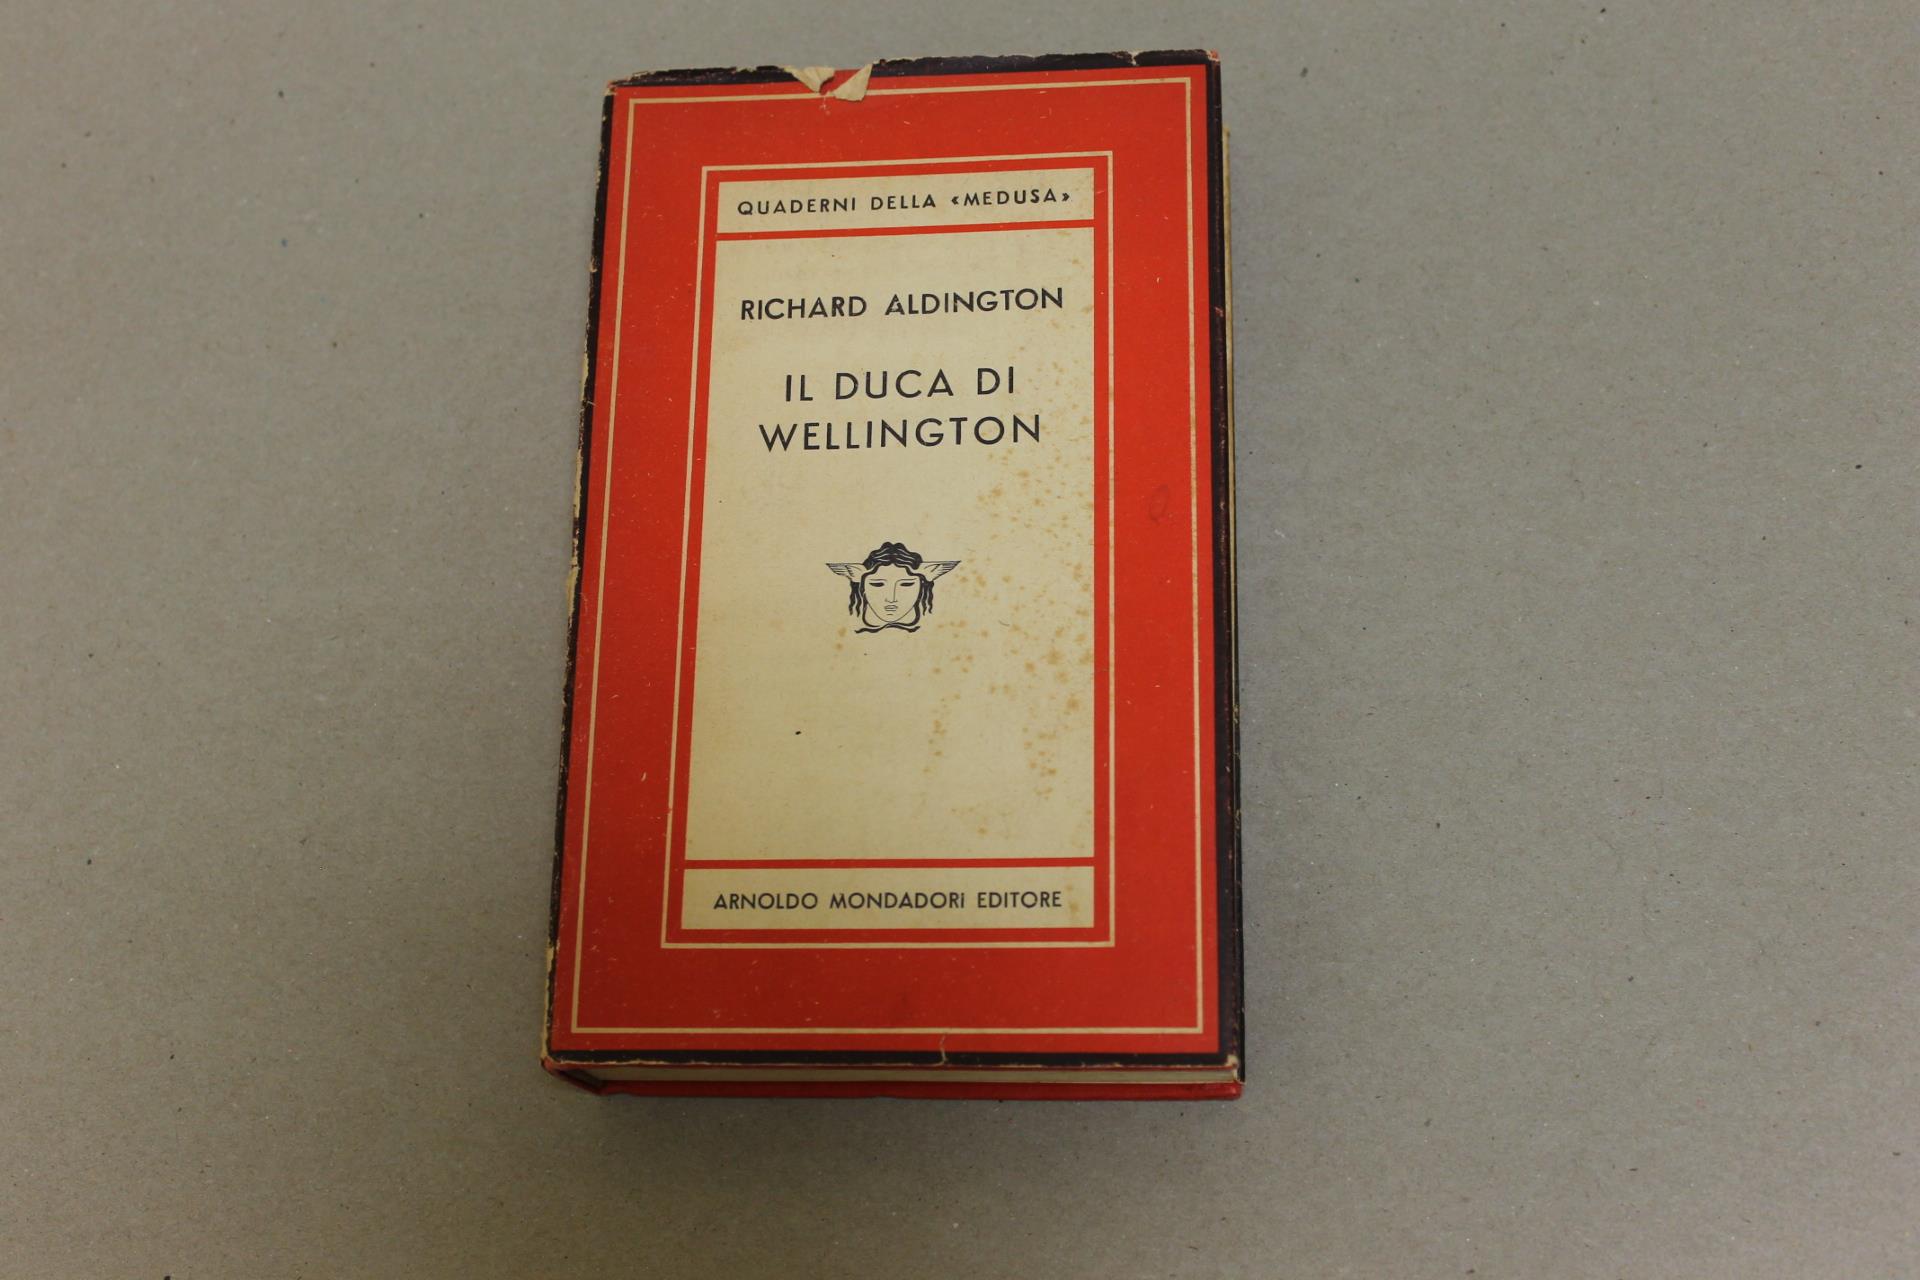 QUADERNI DELLA «MEDUSA»
RICHARD ALDINGTON
IL DUCA DI
WELLINGTON
ARNOLDO MONDADORI EDITORE